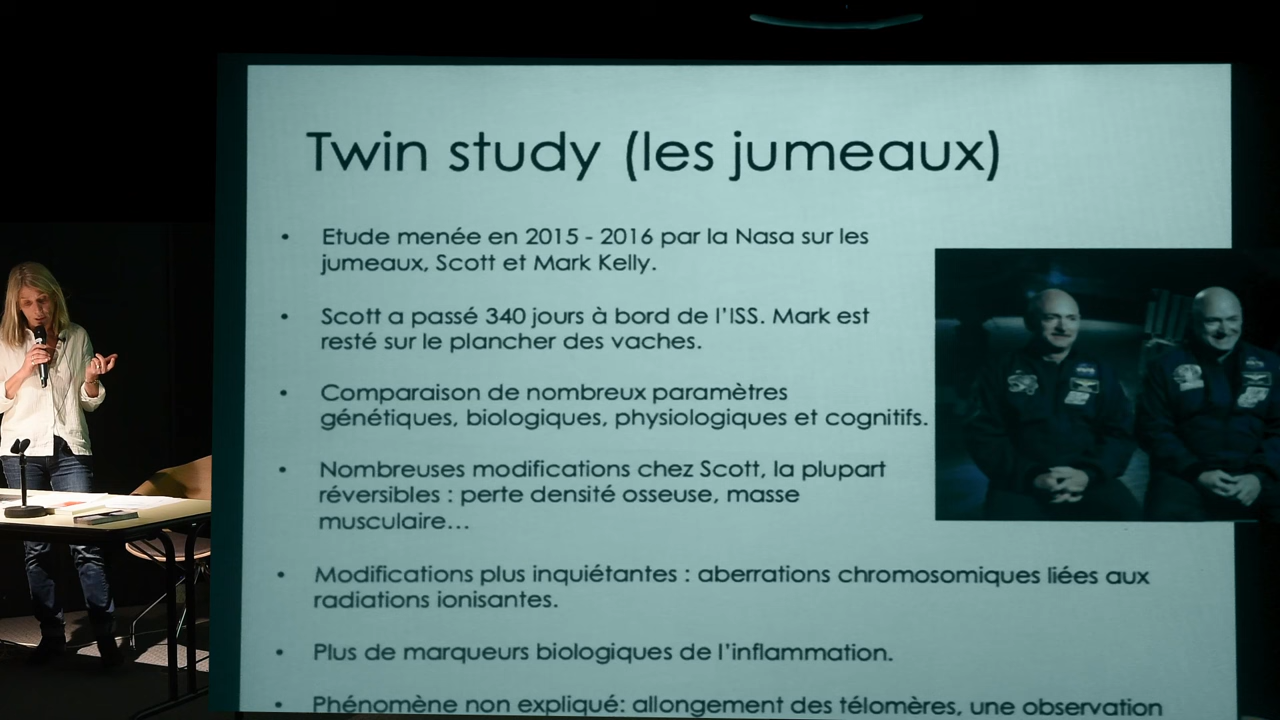 Twin study (les jumeaux)
• Etude menée en 2015 - 2016 par la Nasa sur les
jumeaux, Scott et Mark Kelly.
• Scott a passé 340 jours à bord de l'ISS. Mark est
resté sur le plancher des vaches.
• Comparaison de nombreux paramètres
génétiques, biologiques, physiologiques et cognitifs.
• Nombreuses modifications chez Scott, la plupart
réversibles : perte densité osseuse, masse
musculaire…
• Modifications plus inquiétantes : aberrations chromosomiques liées aux
radiations ionisantes.
• Plus de marqueurs biologiques de l'inflammation.
• Phénomène non expliqué: allongement des télomères, une observation